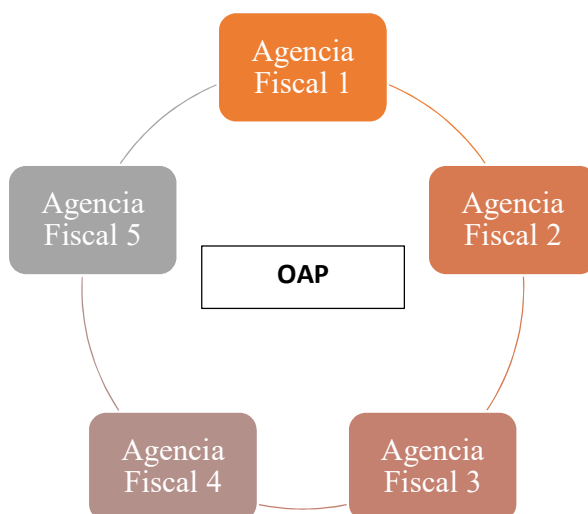 Agencia
Fiscal 1
Agencia
Fiscal 5
Agencia
Fiscal 2
OAP
Agencia
Fiscal 4
Agencia
Fiscal 3